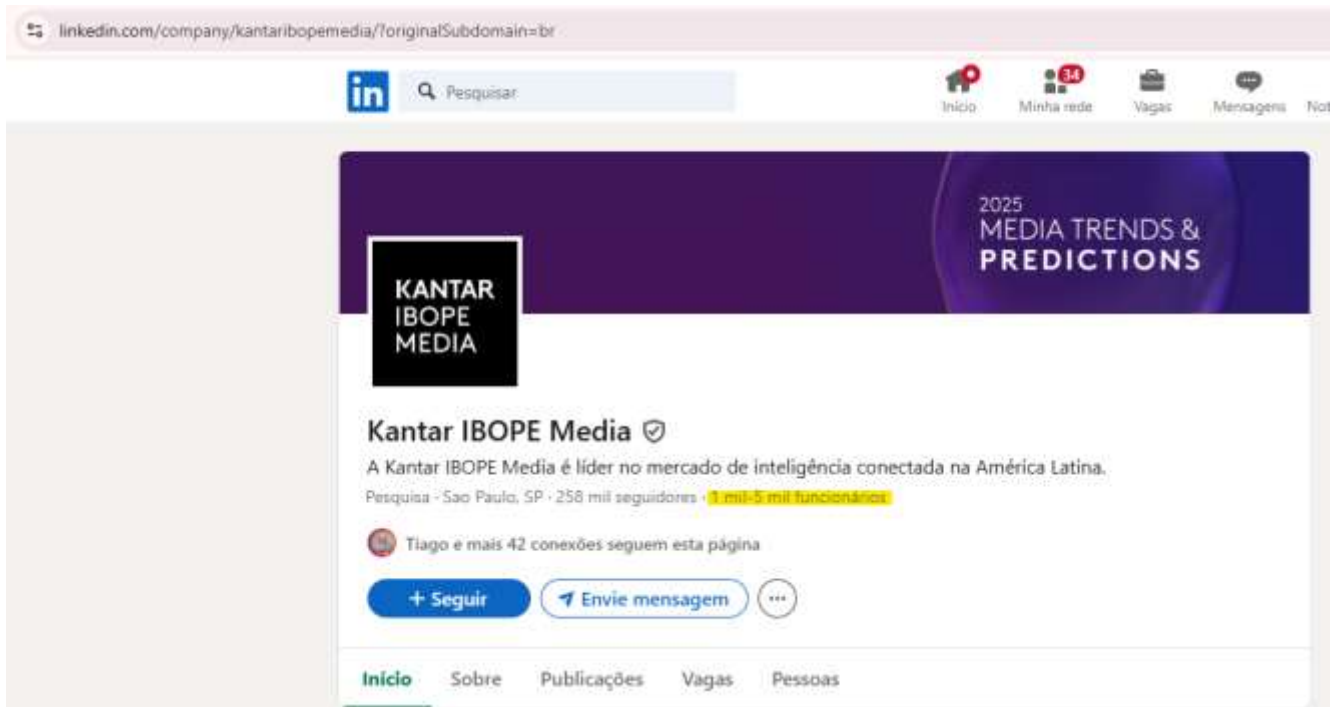 linkedin.com/company/kantaribopemedia/?originalSubdomain=br
in
Pesquisar
34
Início
Minha rede
Vagas
Mensagens
Not
2025
MEDIA TRENDS &
PREDICTIONS
KANTAR
IBOPE
MEDIA
Kantar IBOPE Media
A Kantar IBOPE Media é líder no mercado de inteligência conectada na América Latina.
Pesquisa · Sao Paulo, SP · 258 mil seguidores · 1 mil-5 mil funcionários
Tiago e mais 42 conexões seguem esta página
+ Seguir
Envie mensagem
Início
Sobre
Publicações
Vagas
Pessoas